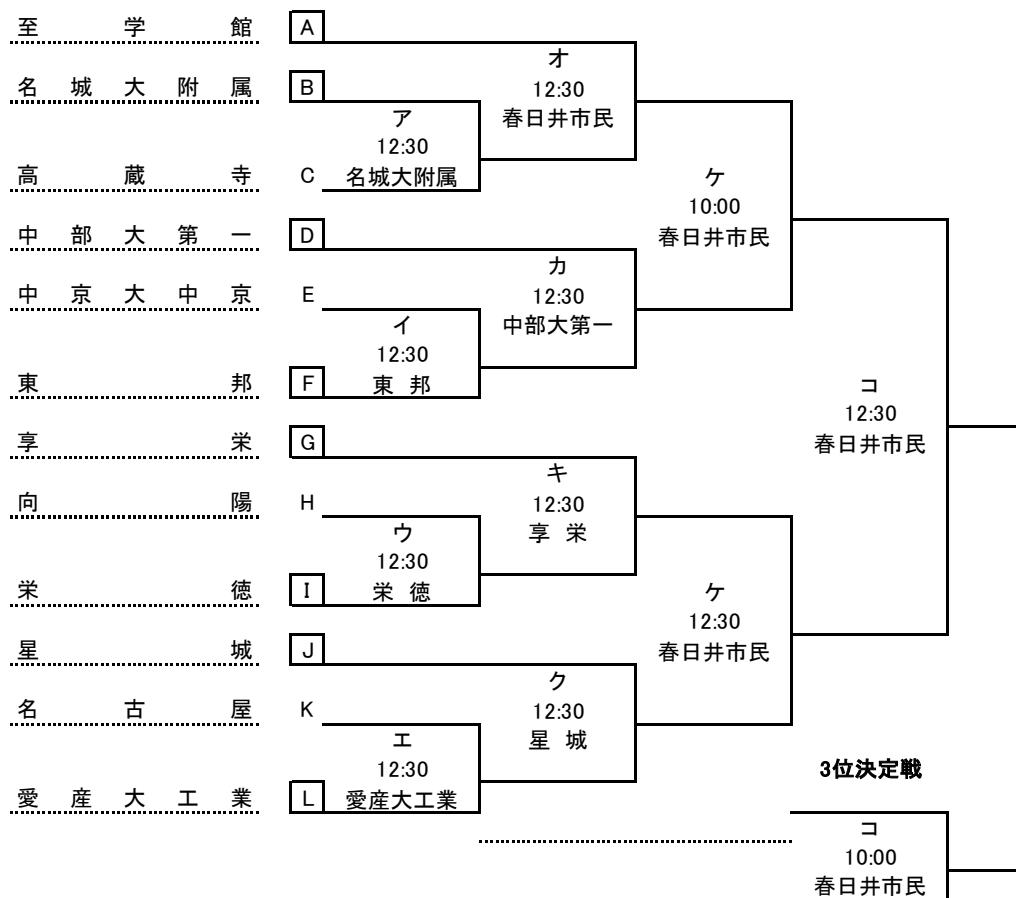 至学館 A
オ
名城大附属 B
12:30
ア
春日井市民
12:30
高蔵寺 C 名城大附属
ケ
10:00
中部大第一 D
春日井市民
カ
中京大中京 E
12:30
イ
中部大第一
12:30
東邦 F 東 邦
コ
12:30
享栄 G
春日井市民
キ
向陽 H
12:30
ウ
享 栄
12:30
栄徳 I 栄 徳
ケ
12:30
星城 J
春日井市民
ク
名古屋 K
12:30
エ
星 城
12:30
3位決定戦
愛産大工業 L 愛産大工業
コ
10:00
春日井市民